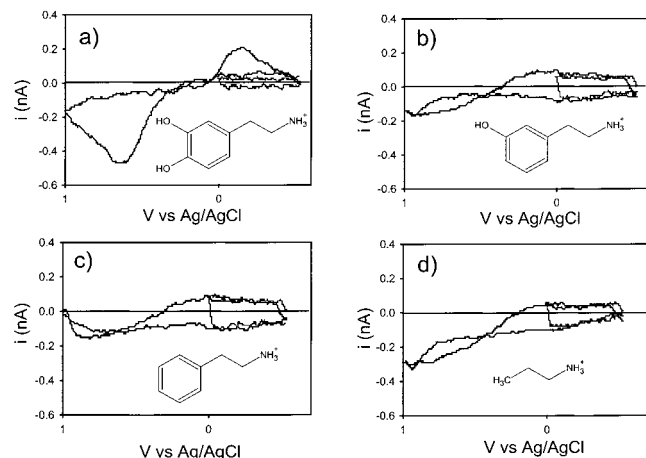 a)
i (nA)
0.4
0.2
0.0
-0.2
-0.4
-0.6
HO
HO
NH₃⁺
1
0
V vs Ag/AgCl
b)
i (nA)
0.4
0.2
0.0
-0.2
-0.4
-0.6
HO
NH₃⁺
1
0
V vs Ag/AgCl
c)
i (nA)
0.4
0.2
0.0
-0.2
-0.4
-0.6
NH₃⁺
1
0
V vs Ag/AgCl
d)
i (nA)
0.4
0.2
0.0
-0.2
-0.4
-0.6
H₃C
NH₃⁺
1
0
V vs Ag/AgCl